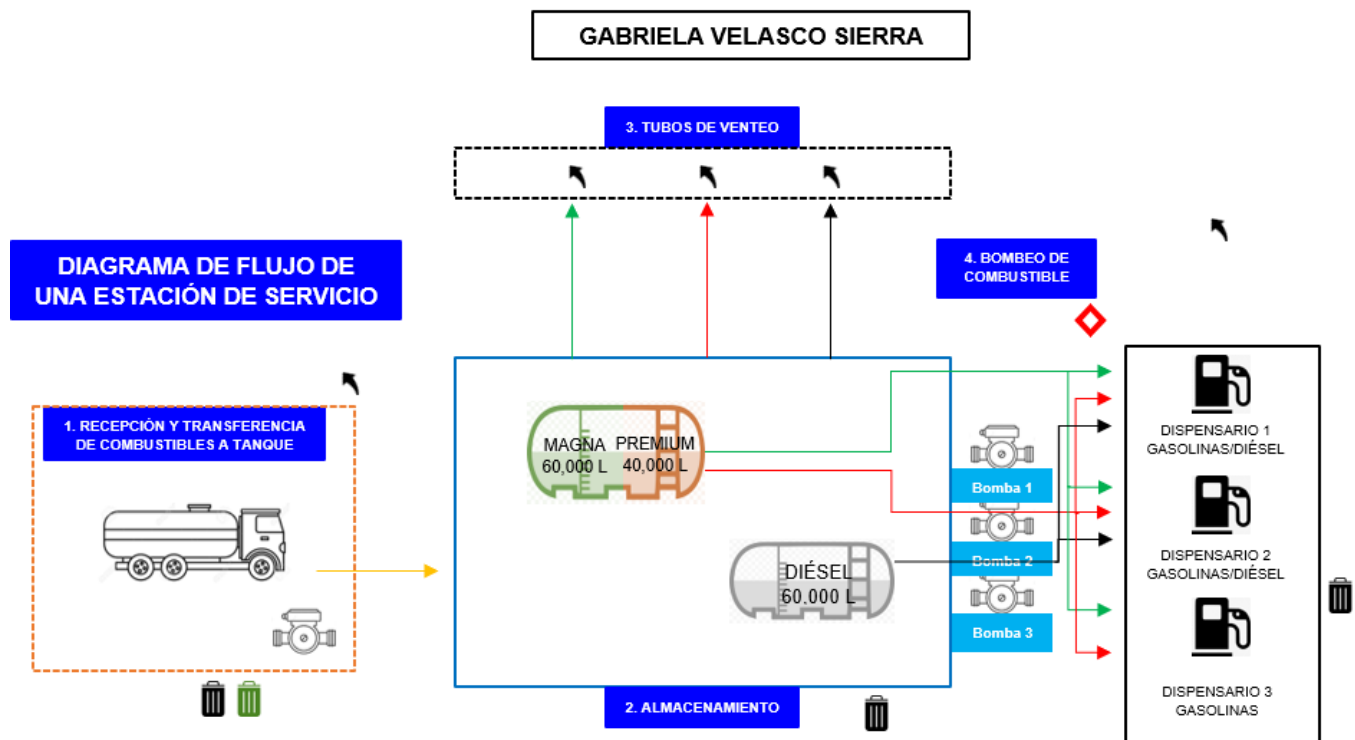 GABRIELA VELASCO SIERRA
3. TUBOS DE VENTEO
DIAGRAMA DE FLUJO DE
UNA ESTACIÓN DE SERVICIO
4. BOMBEO DE
COMBUSTIBLE
1. RECEPCIÓN Y TRANSFERENCIA
DE COMBUSTIBLES A TANQUE
MAGNA
60,000 L
PREMIUM
40,000 L
DIÉSEL
60,000 L
Bomba 1
Bomba 2
Bomba 3
DISPENSARIO 1
GASOLINAS/DIÉSEL
DISPENSARIO 2
GASOLINAS/DIÉSEL
DISPENSARIO 3
GASOLINAS
2. ALMACENAMIENTO